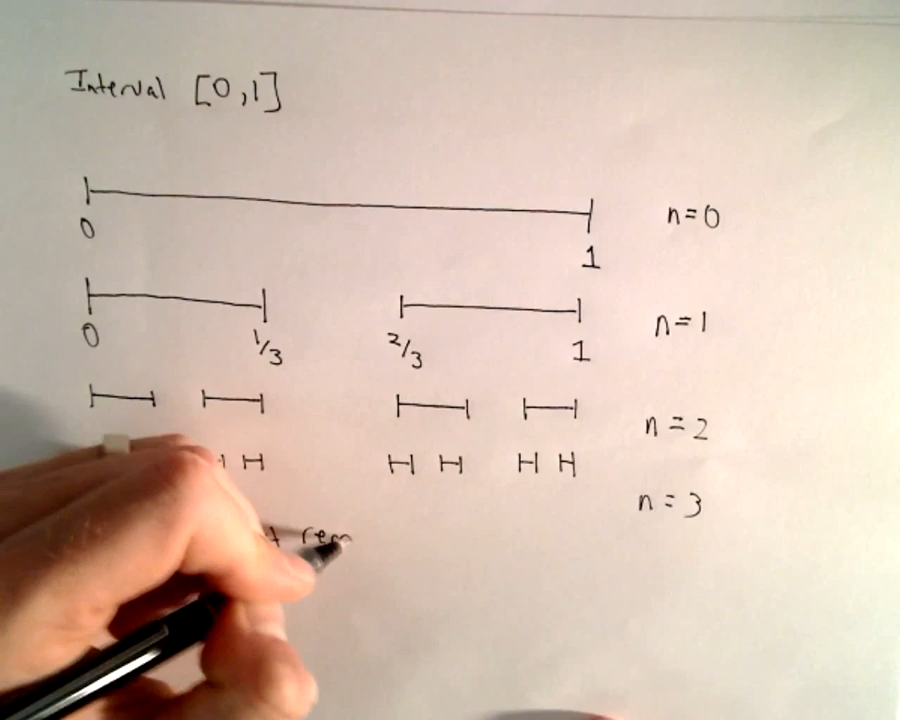 Interval [0,1]
0 1 n=0
0 1/3 2/3 1 n=1
n=2
n=3